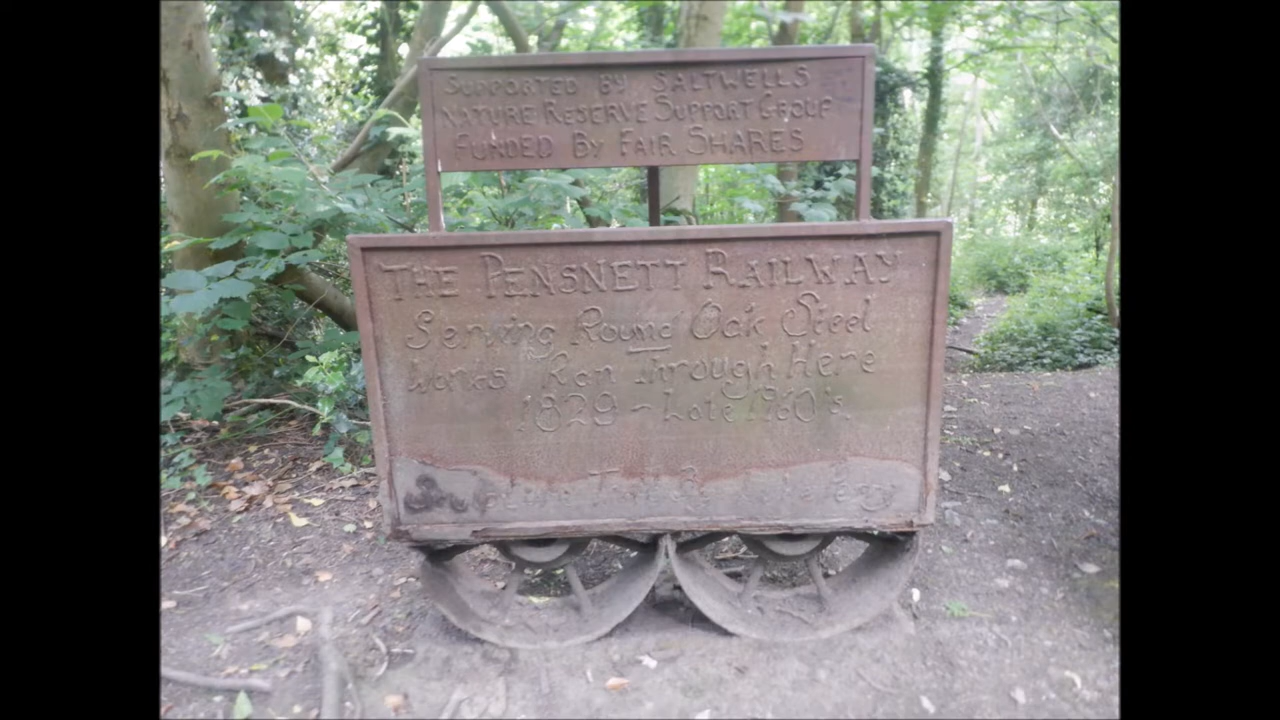 SUPPORTED BY SALTWELLS
NATURE RESERVE SUPPORT GROUP
FUNDED BY FAIR SHARES
THE PENSNETT RAILWAY
Serving Round Oak Steel
Works Ran Through Here
1829 - Late 1960's.
Sculpture